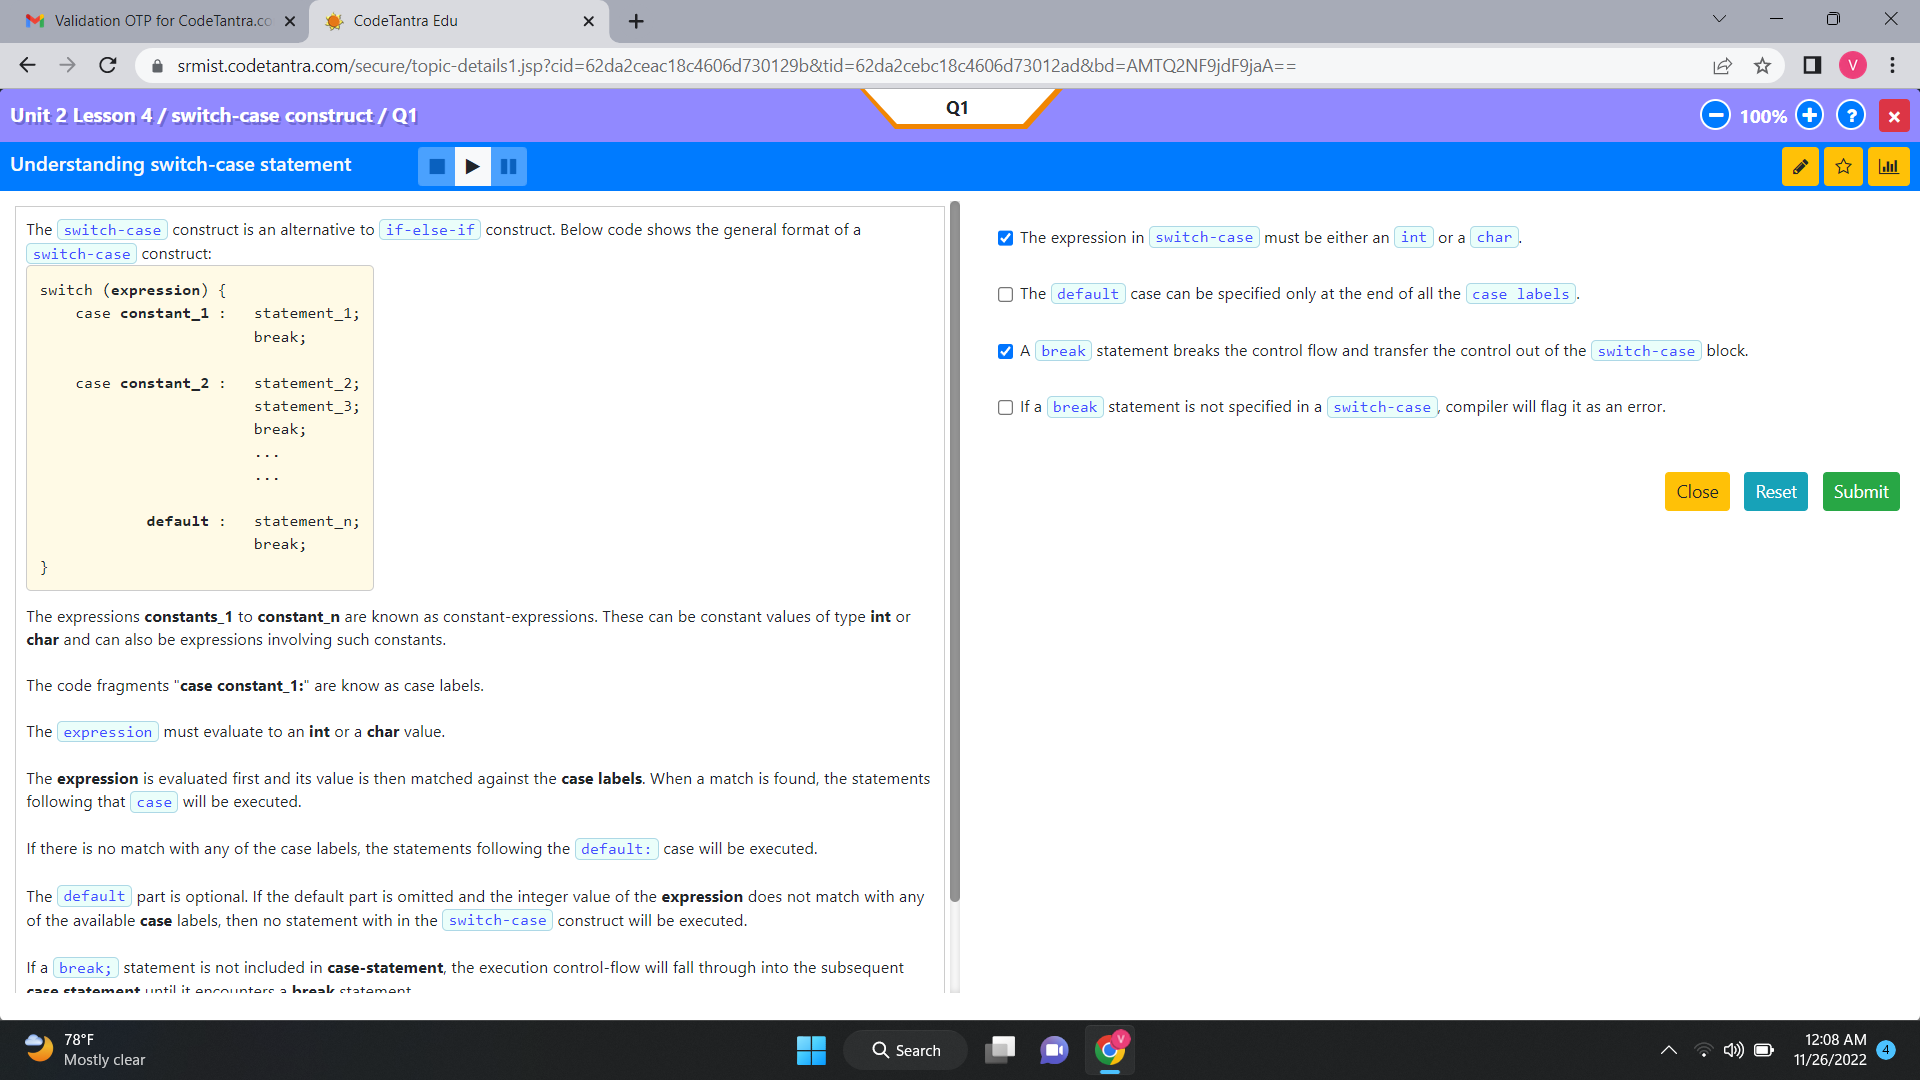 Validation OTP for CodeTantra.co
CodeTantra Edu
srmist.codetantra.com/secure/topic-details1.jsp?cid=62da2ceac18c4606d730129b&tid=62da2cebc18c4606d73012ad&bd=AMTQ2NF9jdF9jaA==
V
Unit 2 Lesson 4 / switch-case construct / Q1
Q1
100%
?
Understanding switch-case statement
The switch-case construct is an alternative to if-else-if construct. Below code shows the general format of a
switch-case construct:
switch (expression) {
case constant_1 : statement_1;
break;
case constant_2 : statement_2;
statement_3;
break;
...
...
default : statement_n;
break;
}
The expressions constants_1 to constant_n are known as constant-expressions. These can be constant values of type int or
char and can also be expressions involving such constants.
The code fragments "case constant_1:" are know as case labels.
The expression must evaluate to an int or a char value.
The expression is evaluated first and its value is then matched against the case labels. When a match is found, the statements
following that case will be executed.
If there is no match with any of the case labels, the statements following the default: case will be executed.
The default part is optional. If the default part is omitted and the integer value of the expression does not match with any
of the available case labels, then no statement with in the switch-case construct will be executed.
If a break; statement is not included in case-statement, the execution control-flow will fall through into the subsequent
case statement until it encounters a break statement.
The expression in switch-case must be either an int or a char.
The default case can be specified only at the end of all the case labels.
A break statement breaks the control flow and transfer the control out of the switch-case block.
If a break statement is not specified in a switch-case, compiler will flag it as an error.
Close Reset Submit
78°F
Mostly clear
Search
V
12:08 AM
11/26/2022
4